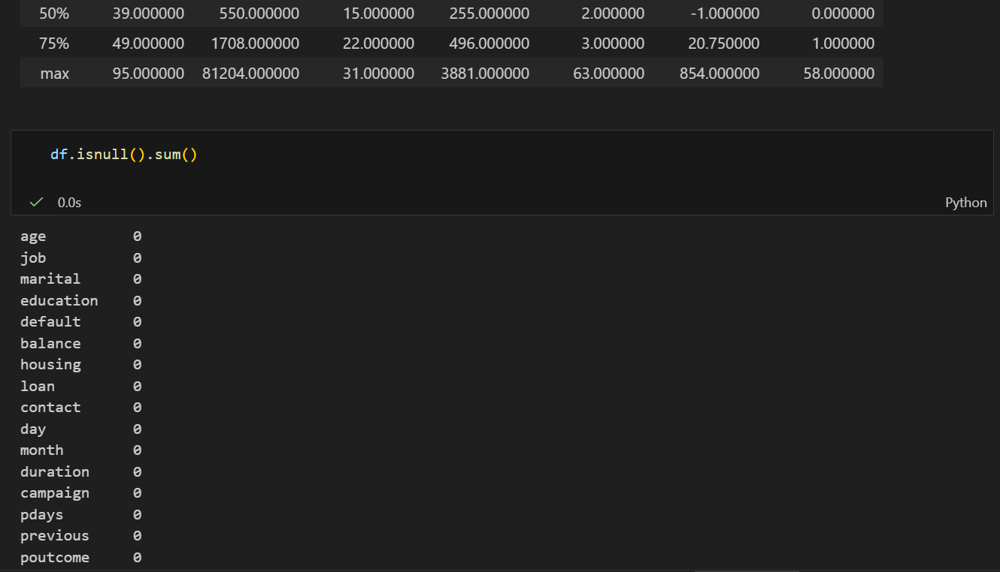 50% 39.000000 550.000000 15.000000 255.000000 2.000000 -1.000000 0.000000
75% 49.000000 1708.000000 22.000000 496.000000 3.000000 20.750000 1.000000
max 95.000000 81204.000000 31.000000 3881.000000 63.000000 854.000000 58.000000
df.isnull().sum()
0.0s Python
age 0
job 0
marital 0
education 0
default 0
balance 0
housing 0
loan 0
contact 0
day 0
month 0
duration 0
campaign 0
pdays 0
previous 0
poutcome 0